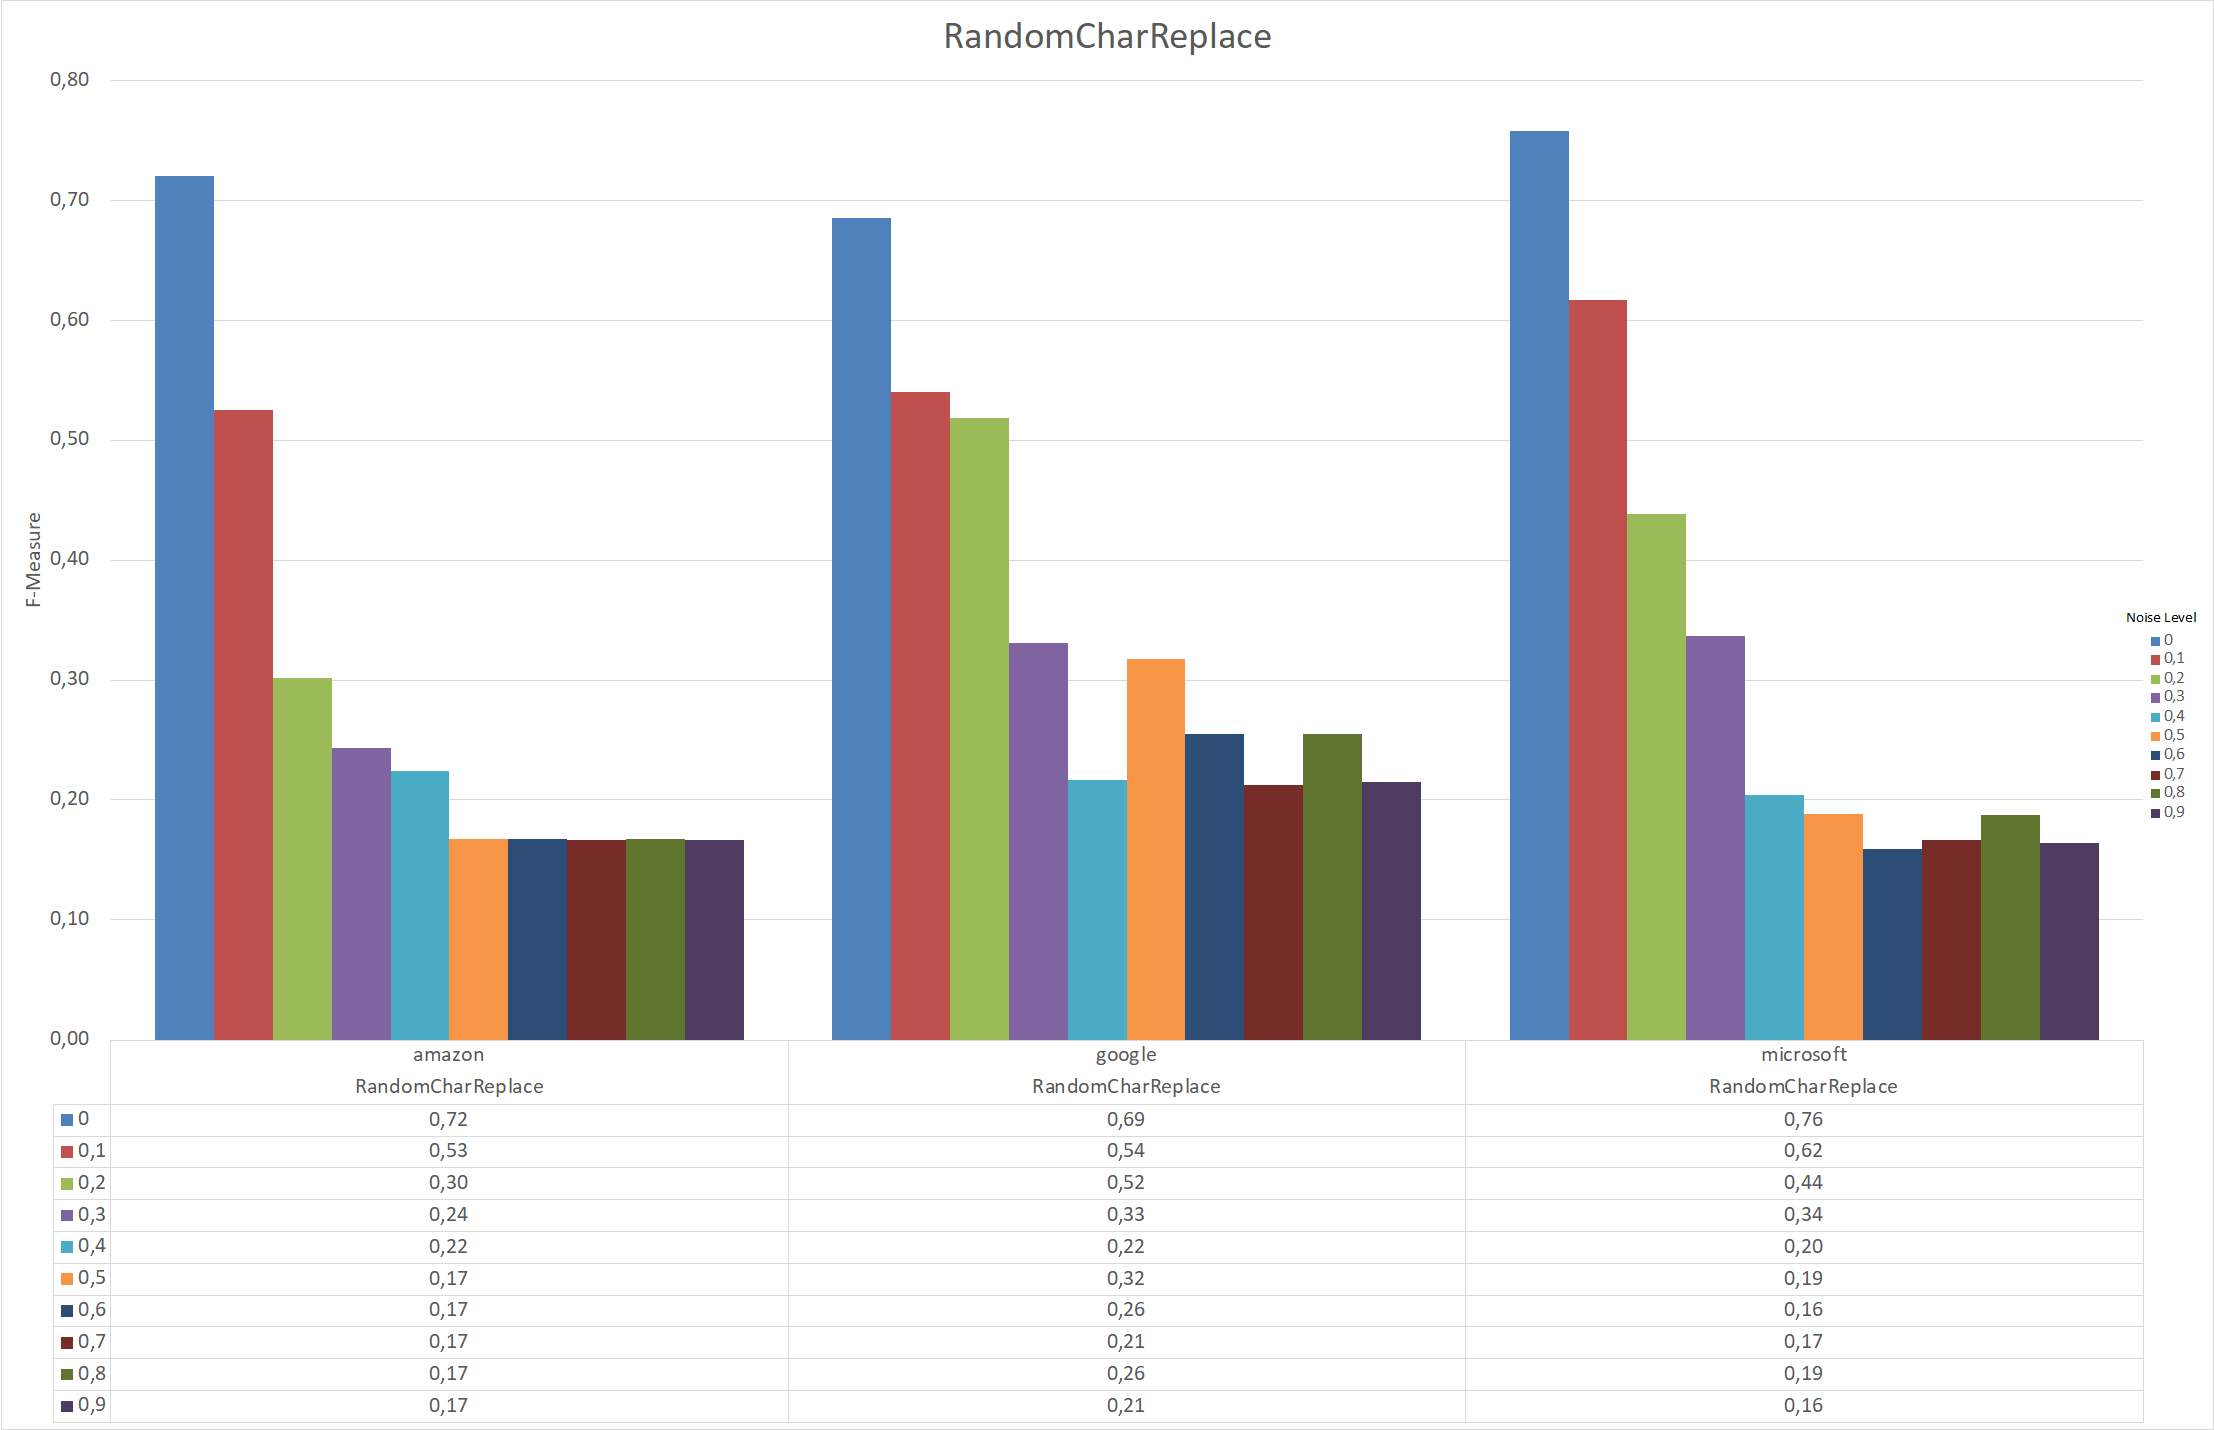 RandomCharReplace
0,80
0,70
0,60
0,50
0,40
0,30
0,20
0,10
0,00
F-Measure
Noise Level
0
0,1
0,2
0,3
0,4
0,5
0,6
0,7
0,8
0,9
amazon google microsoft
RandomCharReplace RandomCharReplace RandomCharReplace
0 0,72 0,69 0,76
0,1 0,53 0,54 0,62
0,2 0,30 0,52 0,44
0,3 0,24 0,33 0,34
0,4 0,22 0,22 0,20
0,5 0,17 0,32 0,19
0,6 0,17 0,26 0,16
0,7 0,17 0,21 0,17
0,8 0,17 0,26 0,19
0,9 0,17 0,21 0,16